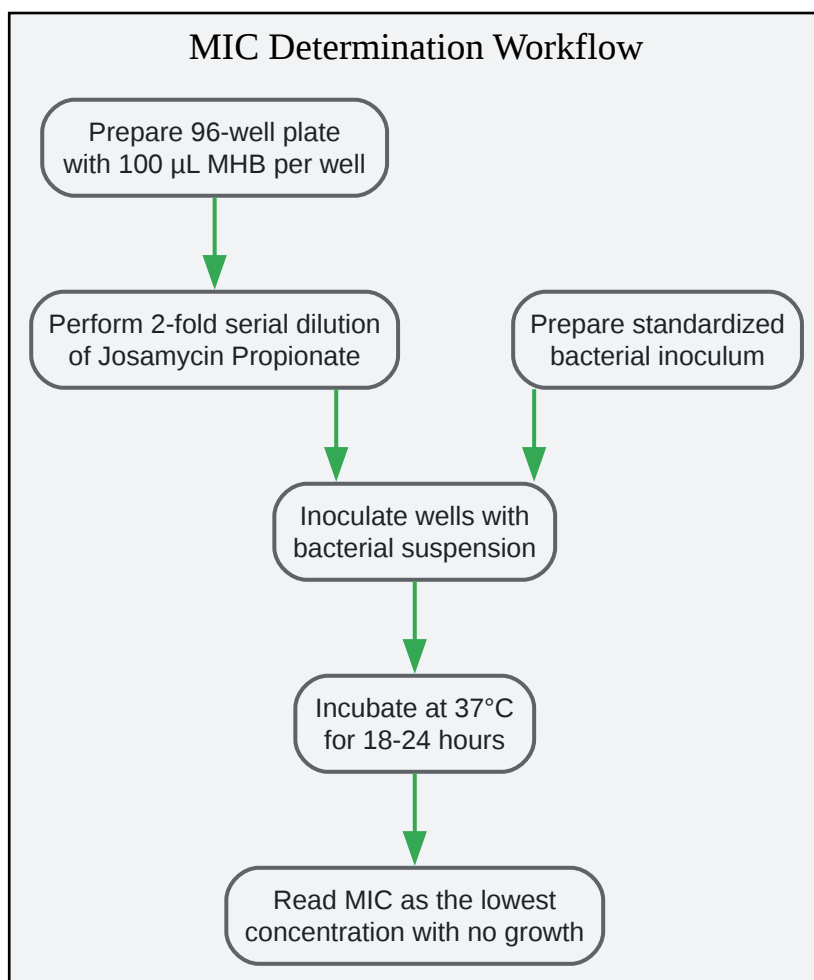 MIC Determination Workflow
Prepare 96-well plate
with 100 µL MHB per well
Perform 2-fold serial dilution
of Josamycin Propionate
Prepare standardized
bacterial inoculum
Inoculate wells with
bacterial suspension
Incubate at 37°C
for 18-24 hours
Read MIC as the lowest
concentration with no growth